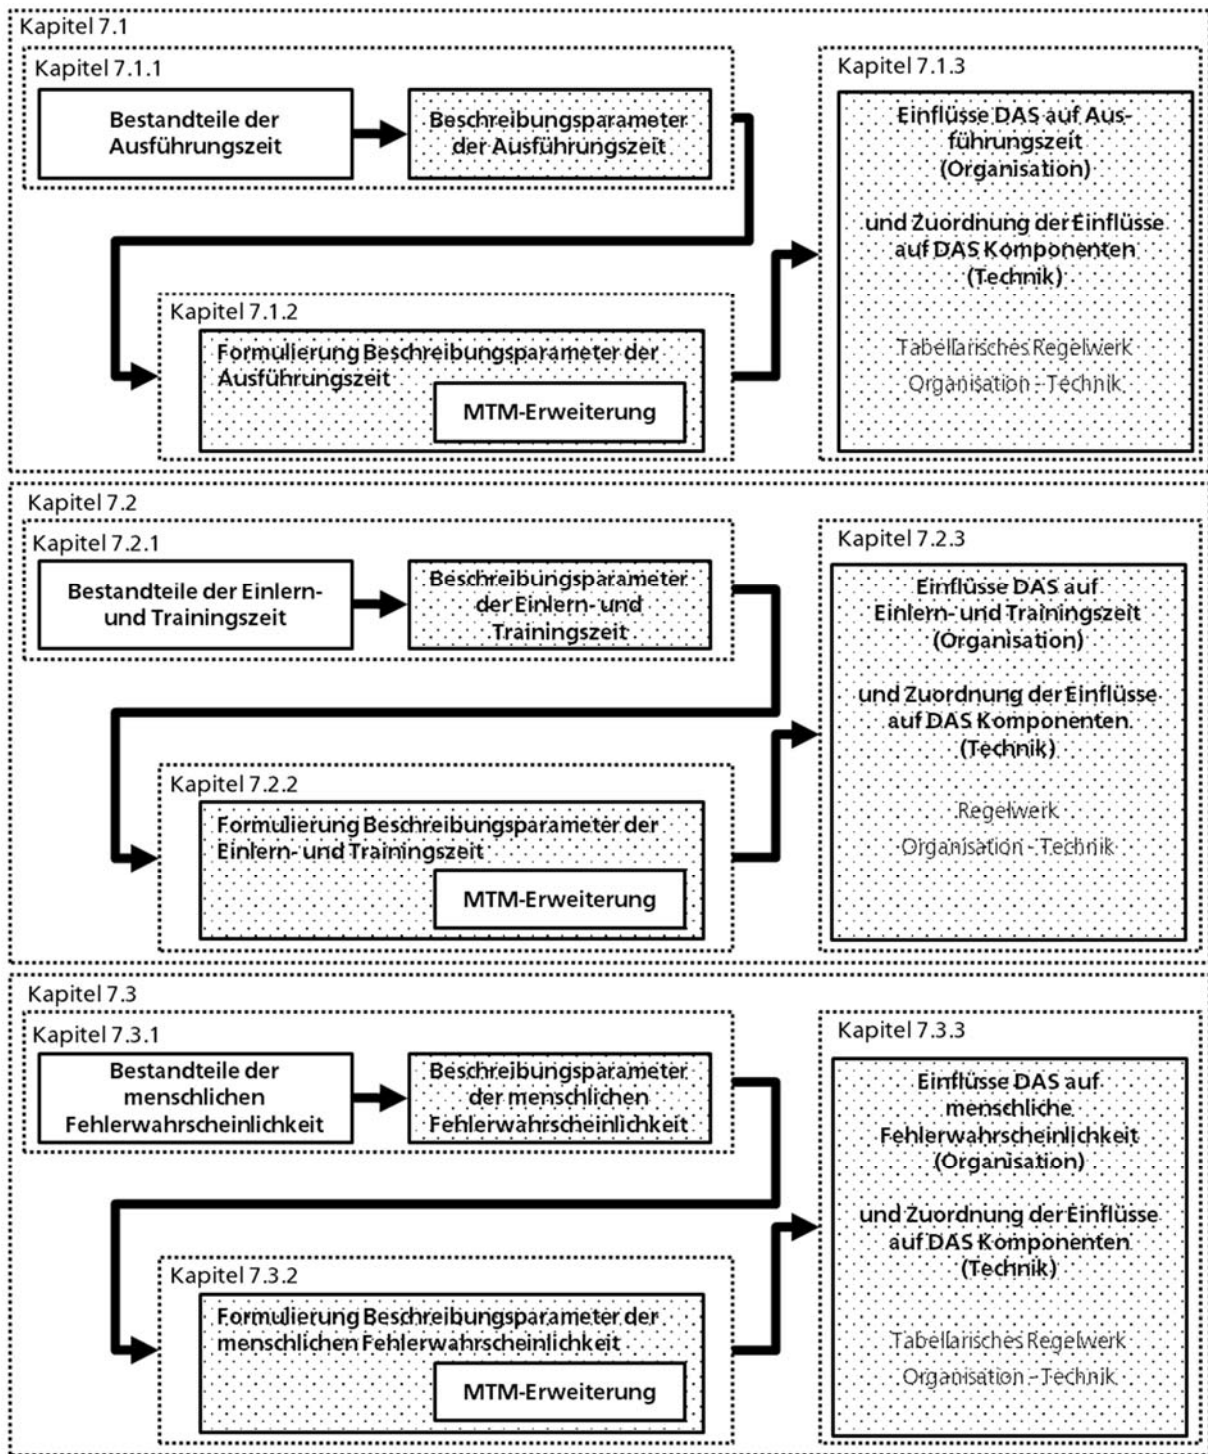 Kapitel 7.1
Kapitel 7.1.1
Bestandteile der
Ausführungszeit
Beschreibungsparameter
der Ausführungszeit
Kapitel 7.1.2
Formulierung Beschreibungsparameter der
Ausführungszeit
MTM-Erweiterung
Kapitel 7.1.3
Einflüsse DAS auf Aus-
führungszeit
(Organisation)
und Zuordnung der Einflüsse
auf DAS Komponenten
(Technik)
Tabellarisches Regelwerk
Organisation - Technik
Kapitel 7.2
Kapitel 7.2.1
Bestandteile der Einlern-
und Trainingszeit
Beschreibungsparameter
der Einlern- und
Trainingszeit
Kapitel 7.2.2
Formulierung Beschreibungsparameter der
Einlern- und Trainingszeit
MTM-Erweiterung
Kapitel 7.2.3
Einflüsse DAS auf
Einlern- und Trainingszeit
(Organisation)
und Zuordnung der Einflüsse
auf DAS Komponenten
(Technik)
Regelwerk
Organisation - Technik
Kapitel 7.3
Kapitel 7.3.1
Bestandteile der
menschlichen
Fehlerwahrscheinlichkeit
Beschreibungsparameter
der menschlichen
Fehlerwahrscheinlichkeit
Kapitel 7.3.2
Formulierung Beschreibungsparameter der
menschlichen Fehlerwahrscheinlichkeit
MTM-Erweiterung
Kapitel 7.3.3
Einflüsse DAS auf
menschliche
Fehlerwahrscheinlichkeit
(Organisation)
und Zuordnung der Einflüsse
auf DAS Komponenten
(Technik)
Tabellarisches Regelwerk
Organisation - Technik